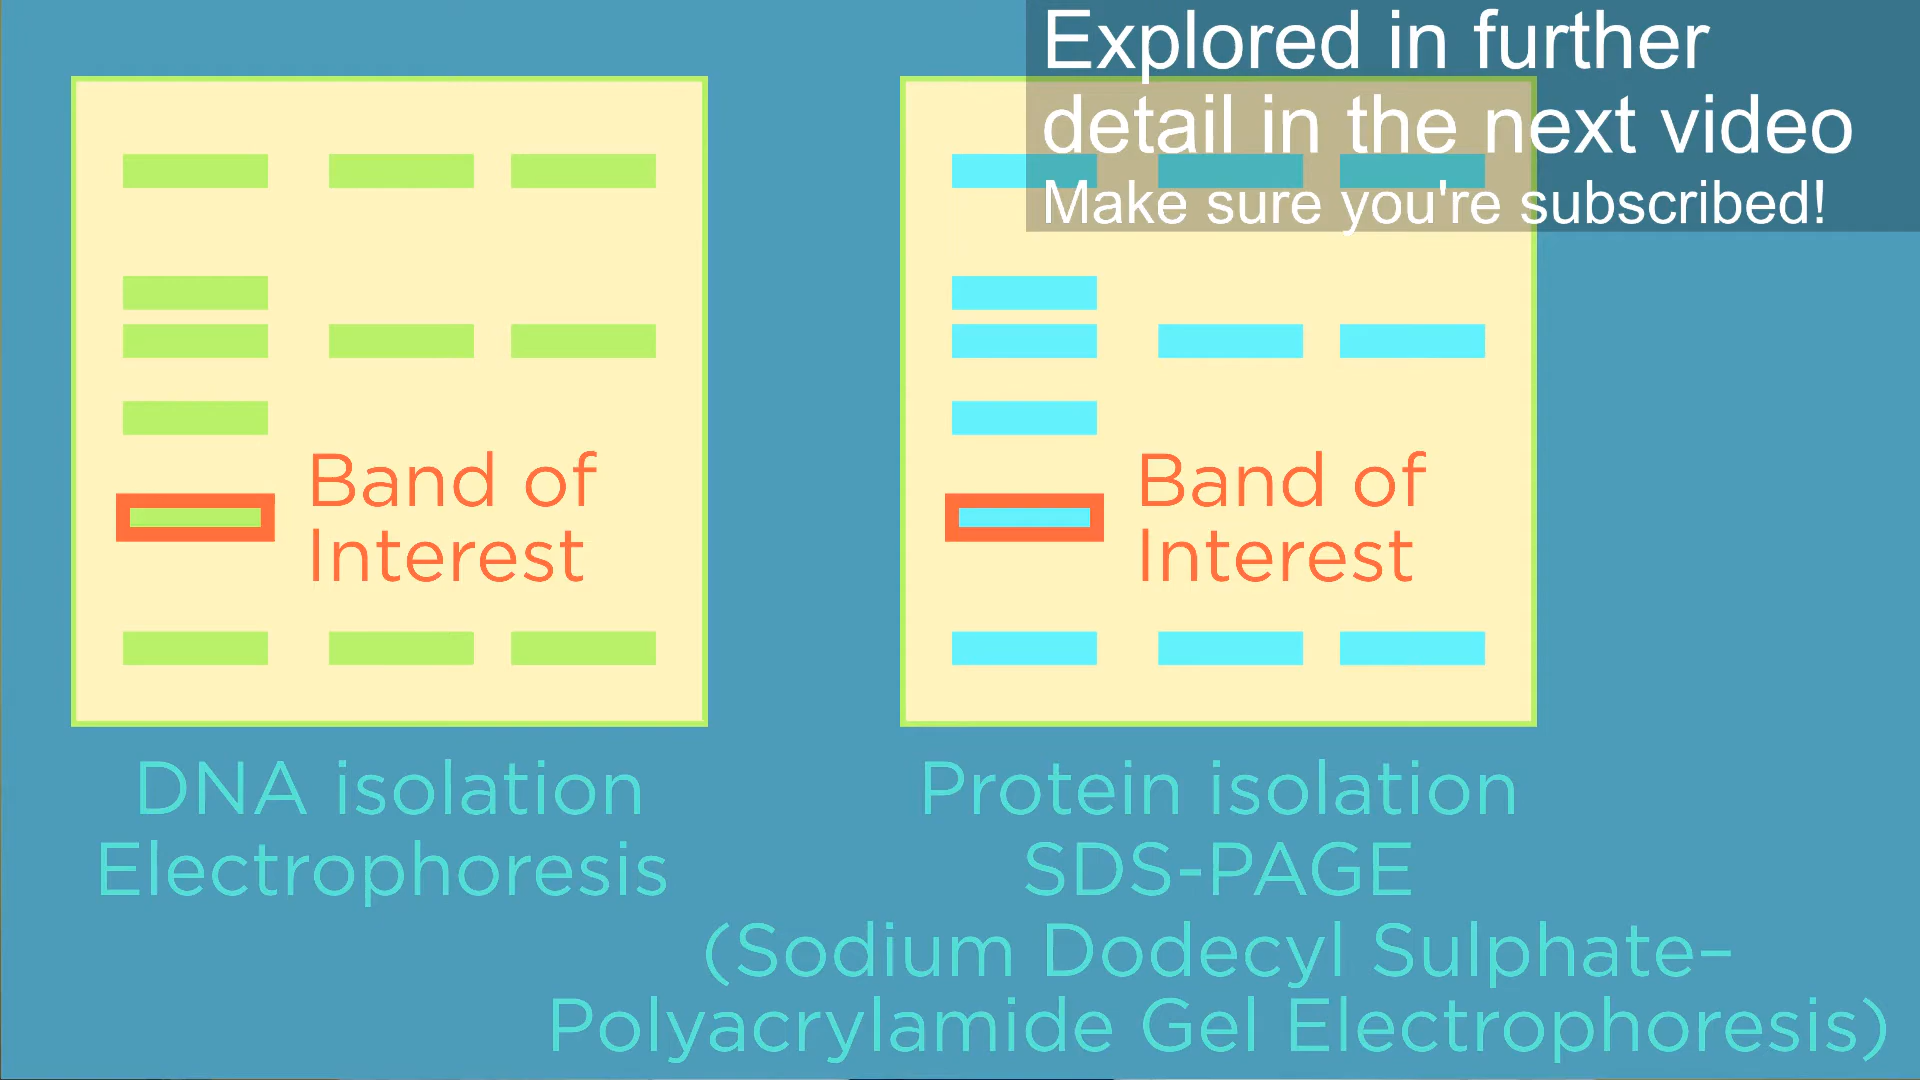 Explored in further
detail in the next video
Make sure you're subscribed!
Band of
Interest
Band of
Interest
DNA isolation
Electrophoresis
Protein isolation
SDS-PAGE
(Sodium Dodecyl Sulphate–
Polyacrylamide Gel Electrophoresis)